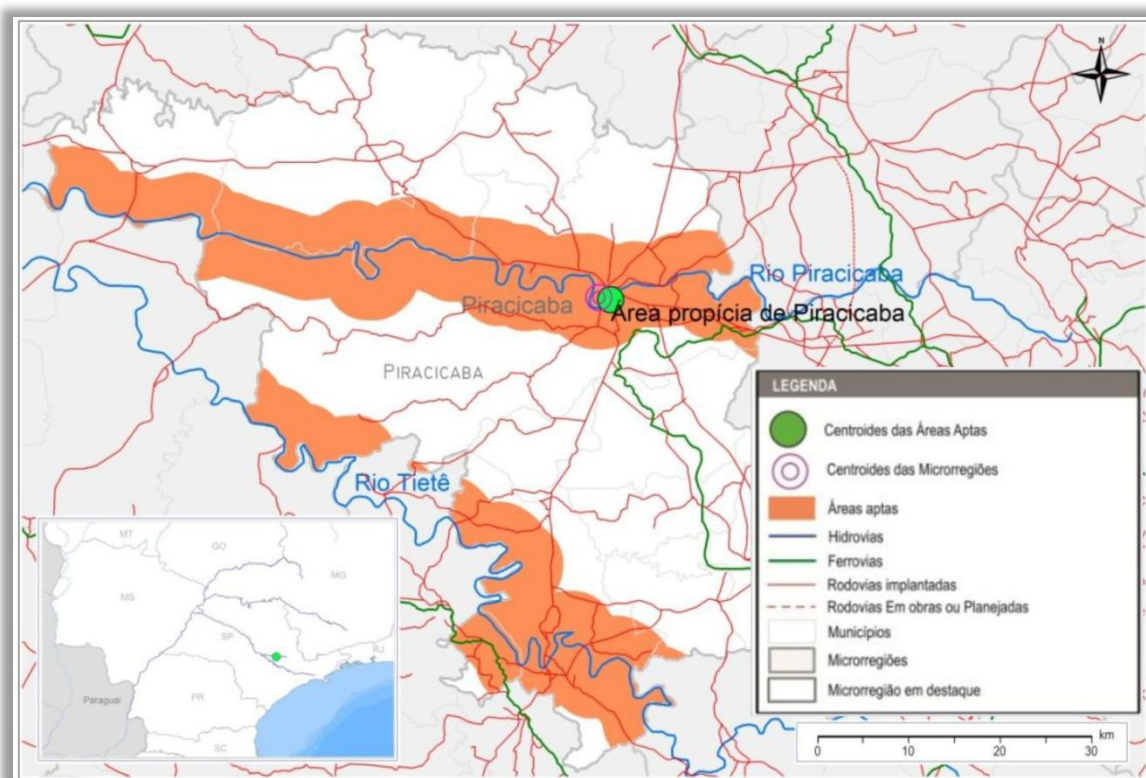 N
Rio Piracicaba
Piracicaba
Área propícia de Piracicaba
PIRACICABA
Rio Tietê
LEGENDA
Centroides das Áreas Aptas
Centroides das Microrregiões
Áreas aptas
Hidrovias
Ferrovias
Rodovias implantadas
Rodovias Em obras ou Planejadas
Municípios
Microrregiões
Microrregião em destaque
km
0 10 20 30
MT
GO
MG
MS
SP
RJ
PR
Paraguai
SC